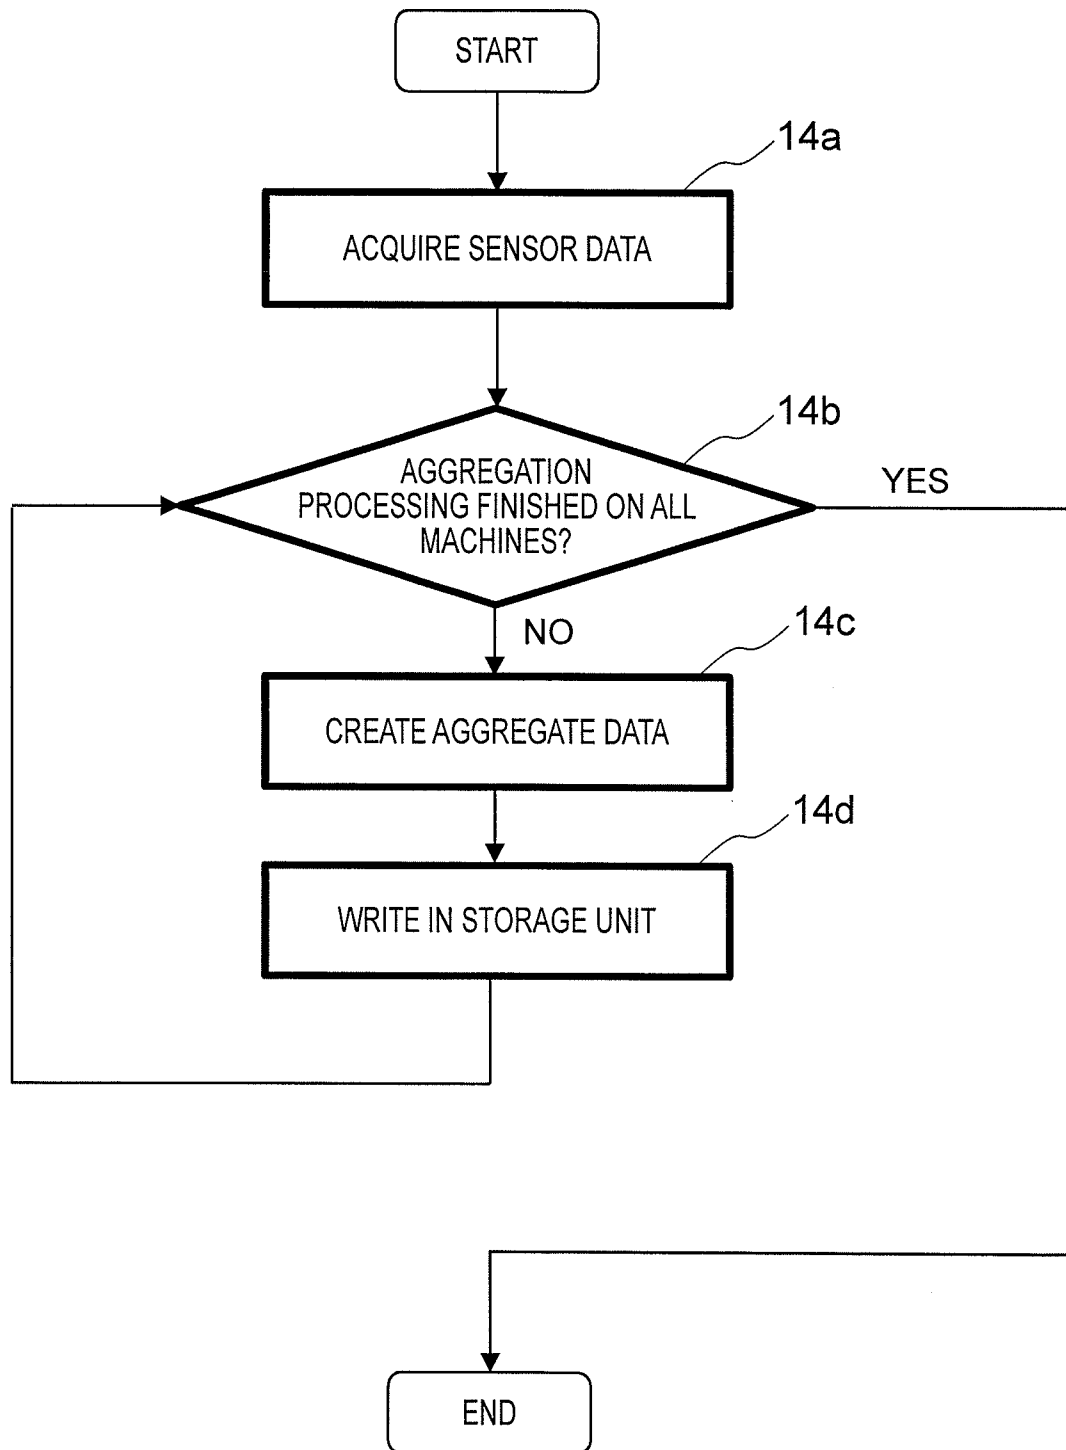 START
14a
ACQUIRE SENSOR DATA
14b
AGGREGATION
PROCESSING FINISHED ON ALL
MACHINES?
YES
NO
14c
CREATE AGGREGATE DATA
14d
WRITE IN STORAGE UNIT
END